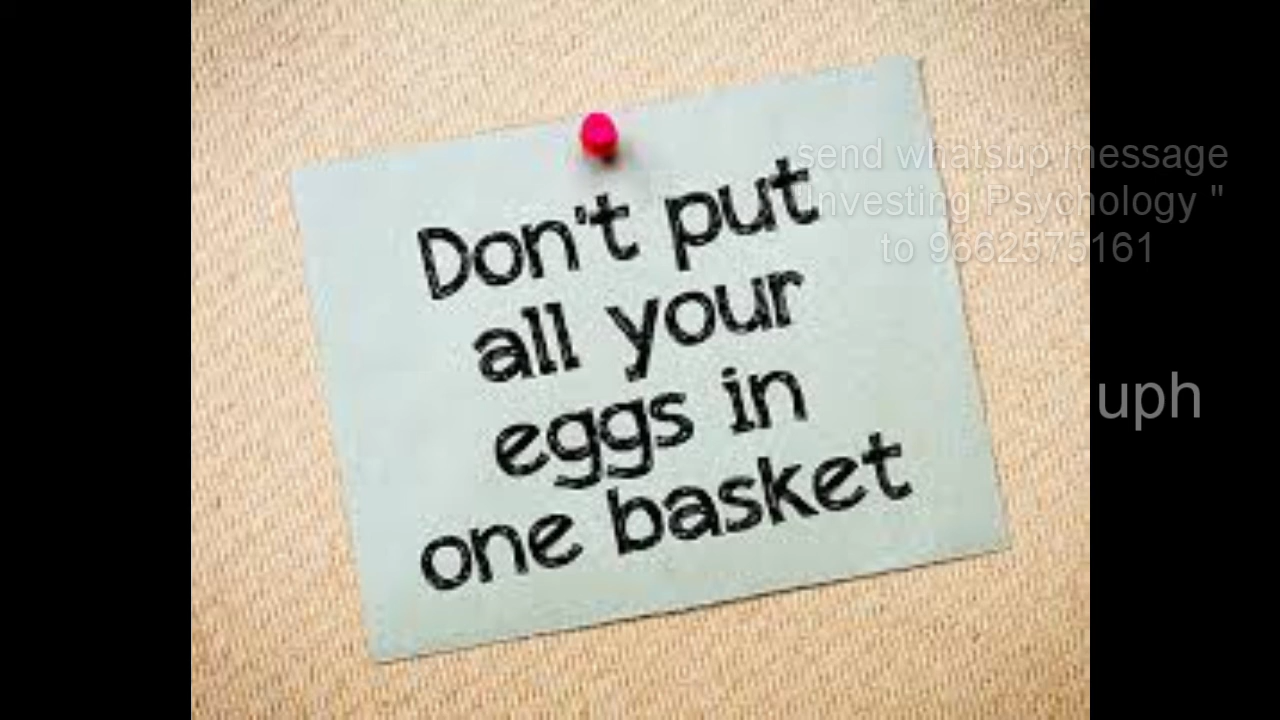 Don't put
all your
eggs in
one basket
send whatsup message
Investing Psychology "
to 9662575161
uph